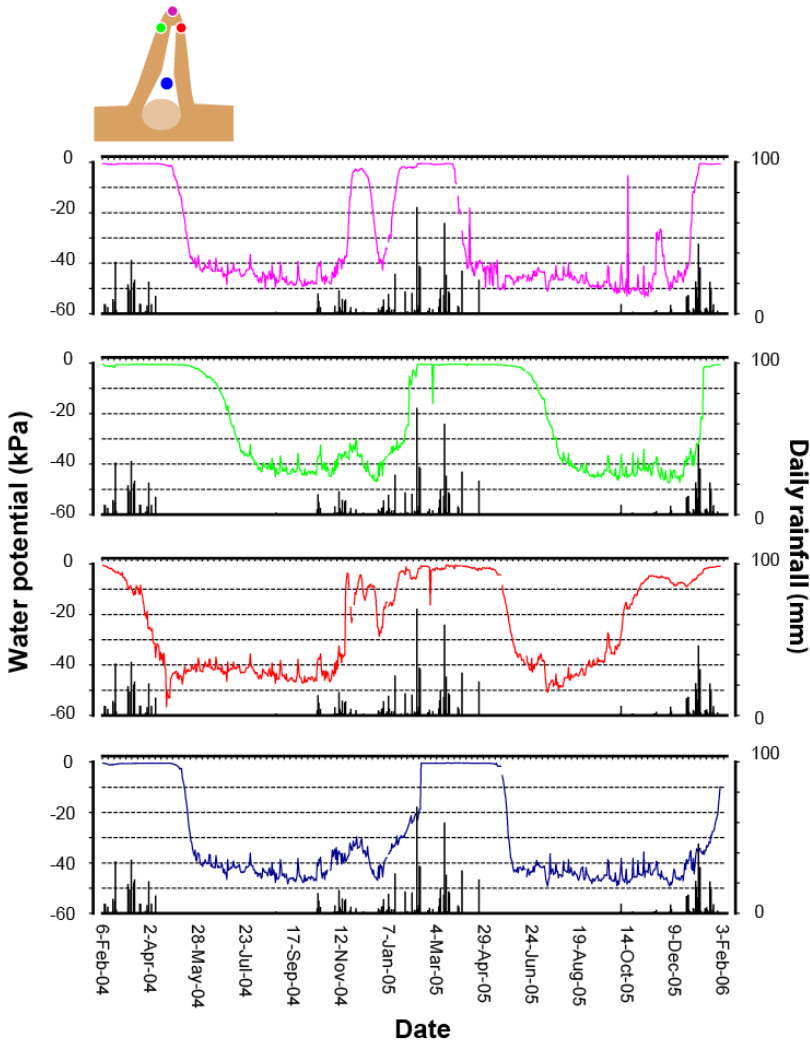 0
-20
-40
-60
100
0
0
-20
-40
-60
100
0
0
-20
-40
-60
100
0
0
-20
-40
-60
100
0
Water potential (kPa)
Daily rainfall (mm)
6-Feb-04
2-Apr-04
28-May-04
23-Jul-04
17-Sep-04
12-Nov-04
7-Jan-05
4-Mar-05
29-Apr-05
24-Jun-05
19-Aug-05
14-Oct-05
9-Dec-05
3-Feb-06
Date